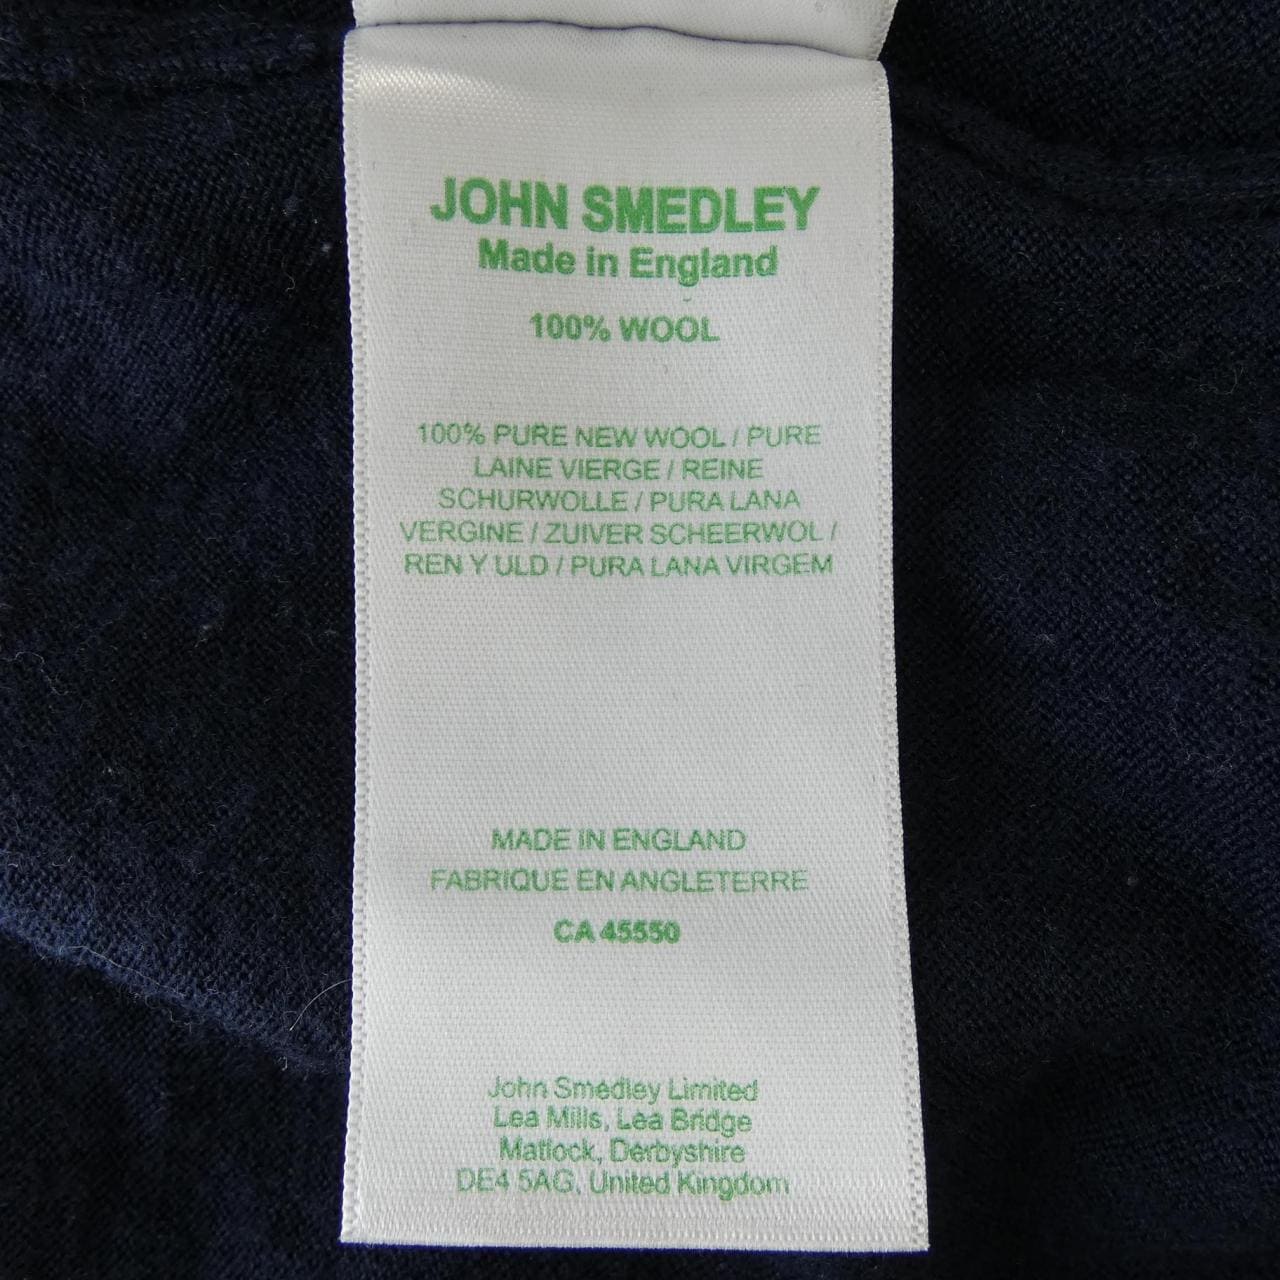 JOHN SMEDLEY
Made in England
100% WOOL
100% PURE NEW WOOL / PURE
LAINE VIERGE / REINE
SCHURWOLLE / PURA LANA
VERGINE / ZUIVER SCHEERWOL /
REN Y ULD / PURA LANA VIRGEM
MADE IN ENGLAND
FABRIQUE EN ANGLETERRE
CA 45550
John Smedley Limited
Lea Mills, Lea Bridge
Matlock, Derbyshire
DE4 5AG, United Kingdom